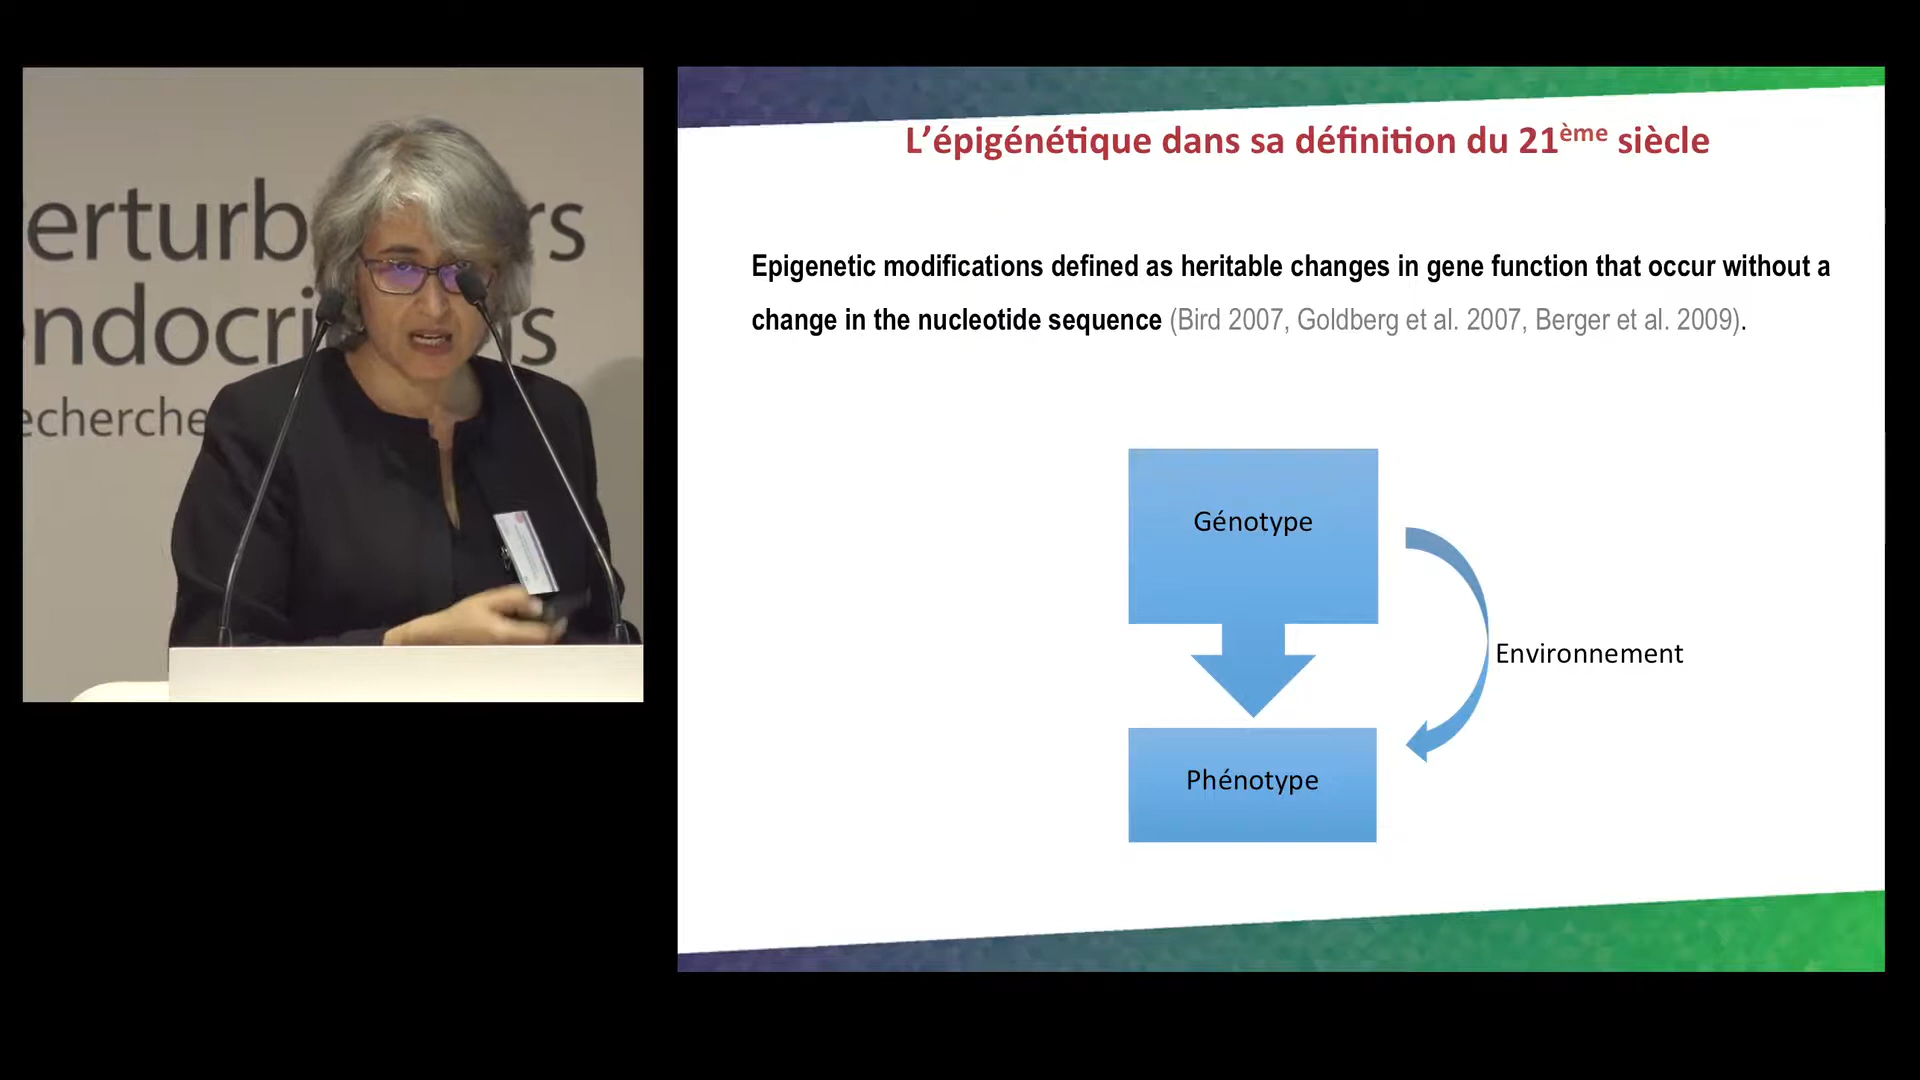 erturb rs
ndocri ns
echerche
L’épigénétique dans sa définition du 21ème siècle
Epigenetic modifications defined as heritable changes in gene function that occur without a
change in the nucleotide sequence (Bird 2007, Goldberg et al. 2007, Berger et al. 2009).
Génotype
Environnement
Phénotype